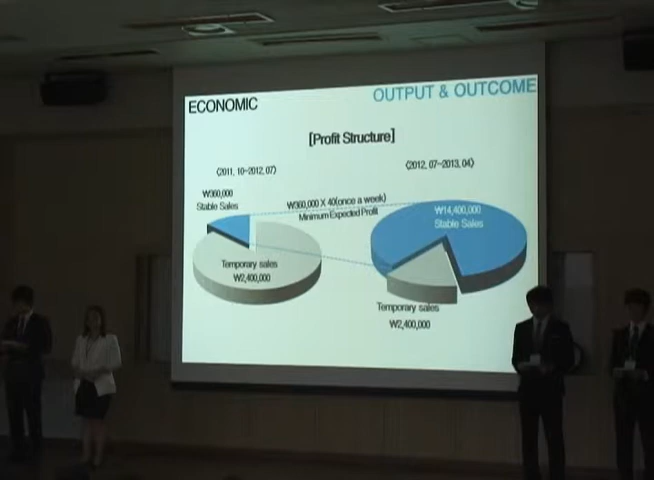 ECONOMIC
OUTPUT & OUTCOME
[Profit Structure]
(2011. 10~2012. 07)
(2012. 07~2013. 04)
₩360,000
Stable Sales
₩360,000 X 40(once a week)
Minimum Expected Profit
₩14,400,000
Stable Sales
Temporary sales
₩2,400,000
Temporary sales
₩2,400,000